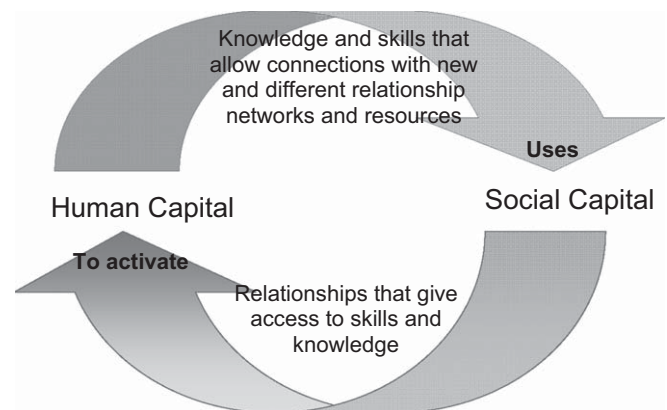 Knowledge and skills that
allow connections with new
and different relationship
networks and resources
Uses
Human Capital
Social Capital
To activate
Relationships that give
access to skills and
knowledge